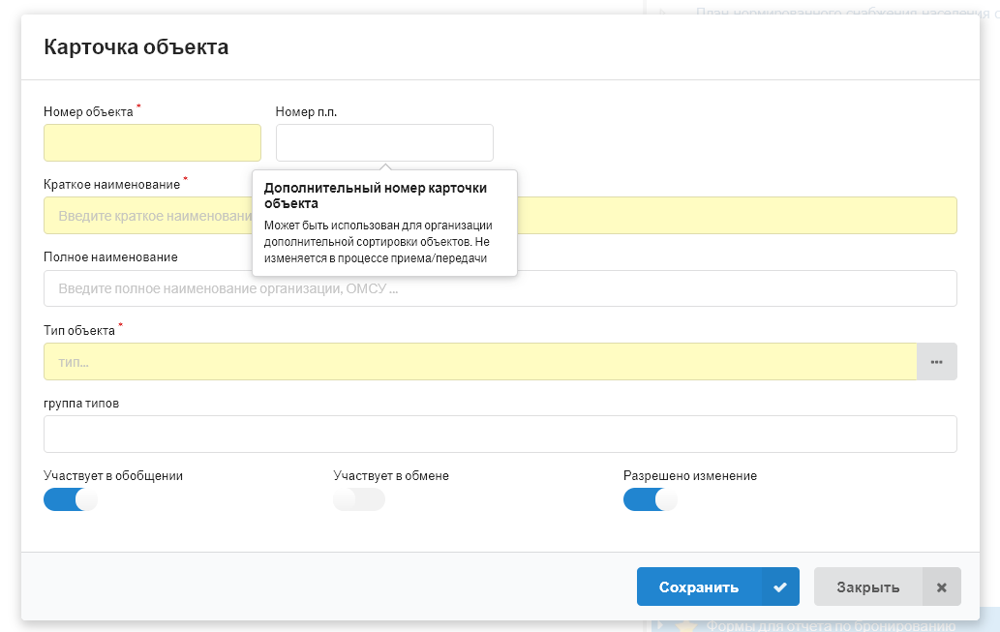 План нормированного снабжения населения с
Карточка объекта
Номер объекта *
Номер п.п.
Краткое наименование *
Введите краткое наименовани
Дополнительный номер карточки
объекта
Может быть использован для организации
дополнительной сортировки объектов. Не
изменяется в процессе приема/передачи
Полное наименование
Введите полное наименование организации, ОМСУ ...
Тип объекта *
тип...
группа типов
Участвует в обобщении
Участвует в обмене
Разрешено изменение
Сохранить
Закрыть
Формы для отчета по бронированию